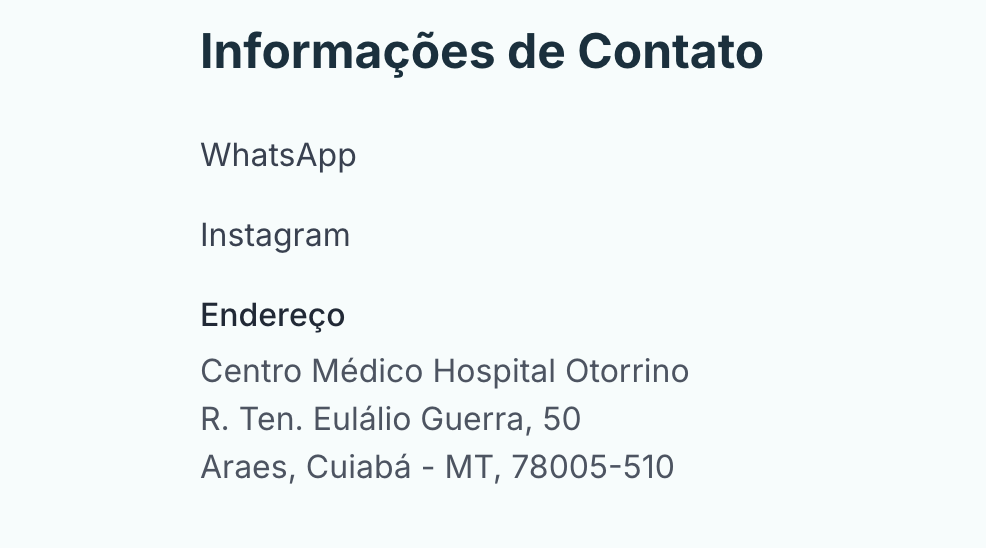 Informações de Contato
WhatsApp
Instagram
Endereço
Centro Médico Hospital Otorrino
R. Ten. Eulálio Guerra, 50
Araes, Cuiabá - MT, 78005-510